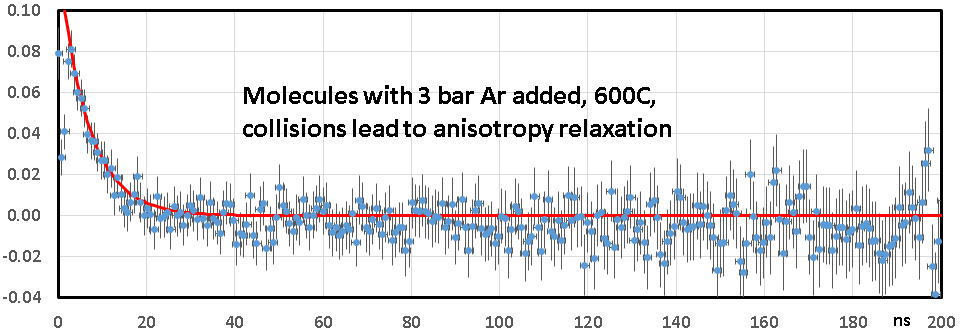 0.10
0.08
0.06
0.04
0.02
0.00
-0.02
-0.04
Molecules with 3 bar Ar added, 600C,
collisions lead to anisotropy relaxation
0 20 40 60 80 100 120 140 160 180 ns 200